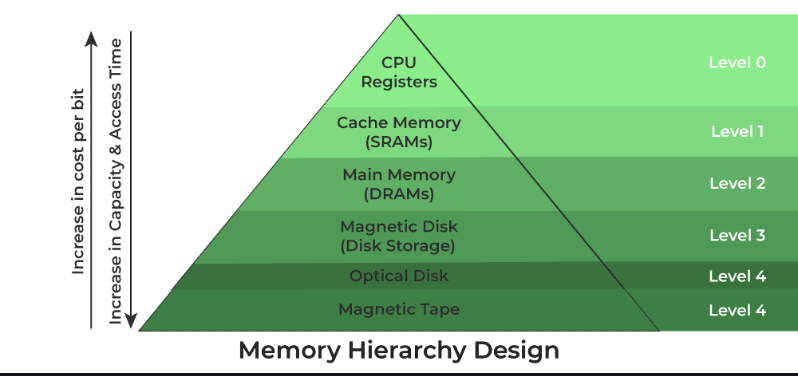 Increase in cost per bit
Increase in Capacity & Access Time
CPU
Registers
Level 0
Cache Memory
(SRAMs)
Level 1
Main Memory
(DRAMs)
Level 2
Magnetic Disk
(Disk Storage)
Level 3
Optical Disk
Level 4
Magnetic Tape
Level 4
Memory Hierarchy Design